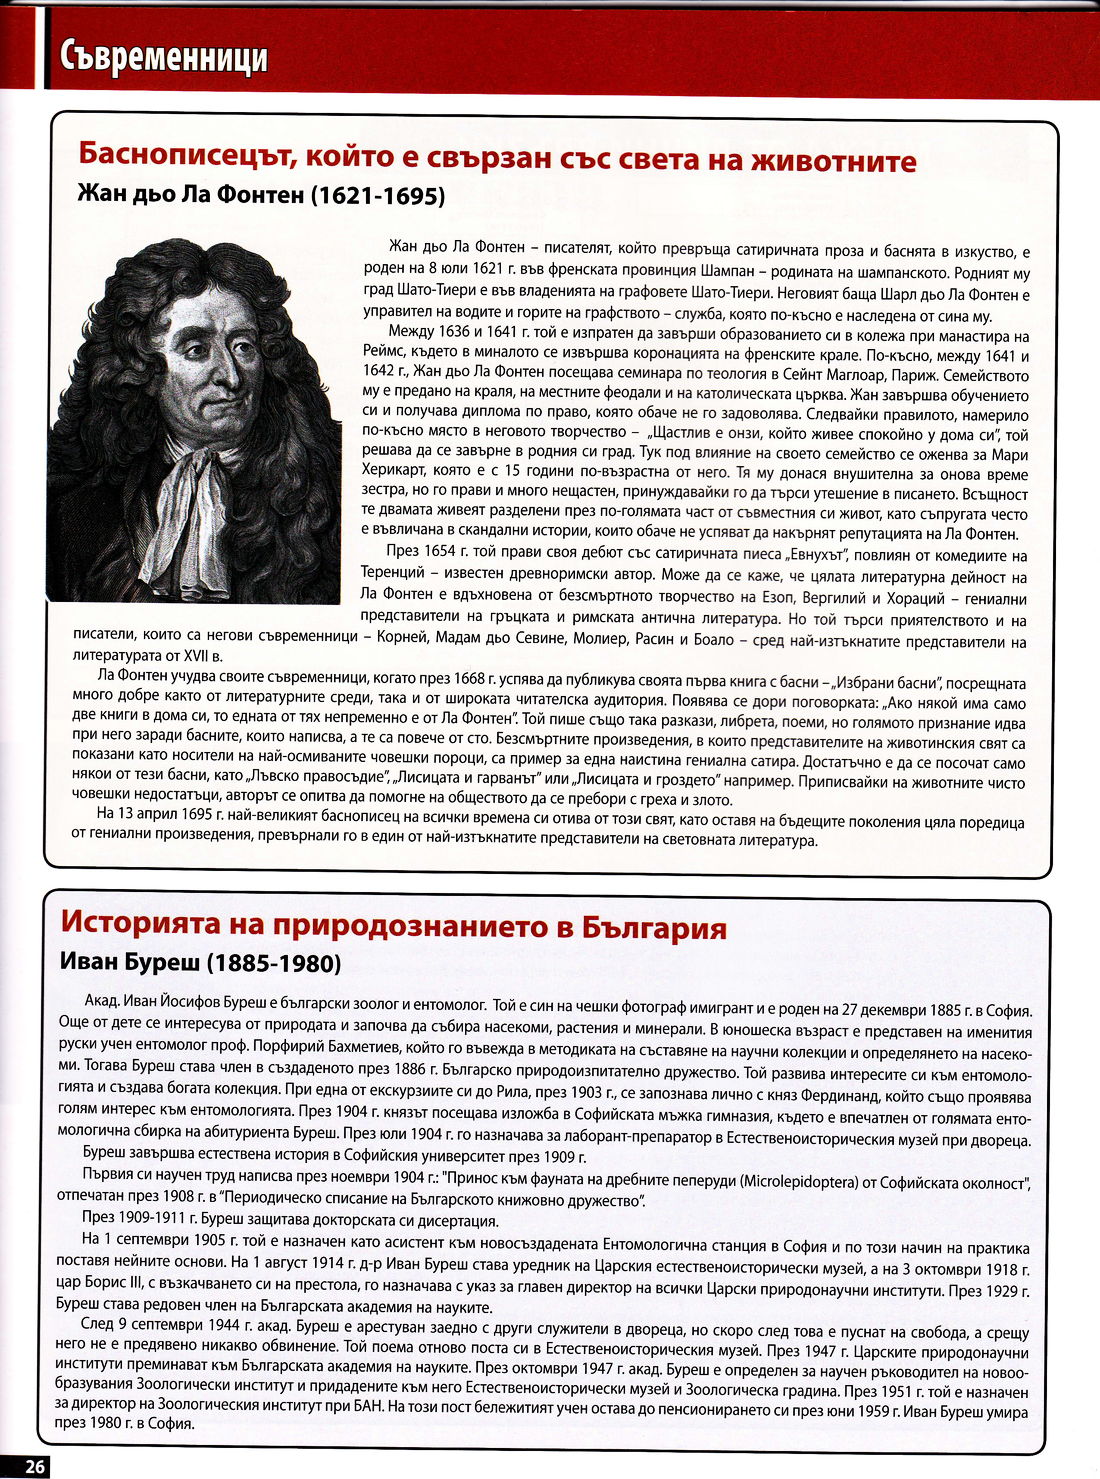 Съвременници
Баснописецът, който е свързан със света на животните
Жан дьо Ла Фонтен (1621-1695)
Жан дьо Ла Фонтен – писателят, който превръща сатиричната проза и баснята в изкуство, е
роден на 8 юли 1621 г. във френската провинция Шампан – родината на шампанското. Родният му
град Шато-Тиери е във владенията на графовете Шато-Тиери. Неговият баща Шарл дьо Ла Фонтен е
управител на водите и горите на графството – служба, която по-късно е наследена от сина му.
Между 1636 и 1641 г. той е изпратен да завърши образованието си в колежа при манастира на
Реймс, където в миналото се извършва коронацията на френските крале. По-късно, между 1641 и
1642 г., Жан дьо Ла Фонтен посещава семинара по теология в Сейнт Маглоар, Париж. Семейството
му е предано на краля, на местните феодали и на католическата църква. Жан завършва обучението
си и получава диплома по право, която обаче не го задоволява. Следвайки правилото, намерило
по-късно място в неговото творчество – „Щастлив е онзи, който живее спокойно у дома си”, той
решава да се завърне в родния си град. Тук под влияние на своето семейство се оженва за Мари
Херикарт, която е с 15 години по-възрастна от него. Тя му донася внушителна за онова време
зестра, но го прави и много нещастен, принуждавайки го да търси утешение в писането. Всъщност
те двамата живеят разделени през по-голямата част от съвместния си живот, като съпругата често
е въвличана в скандални истории, които обаче не успяват да накърнят репутацията на Ла Фонтен.
През 1654 г. той прави своя дебют със сатиричната пиеса „Евнухът”, повлиян от комедиите на
Теренций – известен древноримски автор. Може да се каже, че цялата литературна дейност на
Ла Фонтен е вдъхновена от безсмъртното творчество на Езоп, Вергилий и Хораций – гениални
представители на гръцката и римската антична литература. Но той търси приятелството и на
писатели, които са негови съвременници – Корней, Мадам дьо Севине, Молиер, Расин и Боало – сред най-изтъкнатите представители на
литературата от XVII в.
Ла Фонтен учудва своите съвременници, когато през 1668 г. успява да публикува своята първа книга с басни –„Избрани басни”, посрещната
много добре както от литературните среди, така и от широката читателска аудитория. Появява се дори поговорката: „Ако някой има само
две книги в дома си, то едната от тях непременно е от Ла Фонтен”. Той пише също така разкази, либрета, поеми, но голямото признание идва
при него заради басните, които написва, а те са повече от сто. Безсмъртните произведения, в които представителите на животинския свят са
показани като носители на най-осмиваните човешки пороци, са пример за една наистина гениална сатира. Достатъчно е да се посочат само
някои от тези басни, като „Лъвско правосъдие”, „Лисицата и гарванът” или „Лисицата и гроздето” например. Приписвайки на животните чисто
човешки недостатъци, авторът се опитва да помогне на обществото да се пребори с греха и злото.
На 13 април 1695 г. най-великият баснописец на всички времена си отива от този свят, като оставя на бъдещите поколения цяла поредица
от гениални произведения, превърнали го в един от най-изтъкнатите представители на световната литература.
Историята на природознанието в България
Иван Буреш (1885-1980)
Акад. Иван Йосифов Буреш е български зоолог и ентомолог. Той е син на чешки фотограф имигрант и е роден на 27 декември 1885 г. в София.
Още от дете се интересува от природата и започва да събира насекоми, растения и минерали. В юношеска възраст е представен на именития
руски учен ентомолог проф. Порфирий Бахметиев, който го въвежда в методиката на съставяне на научни колекции и определянето на насеко-
ми. Тогава Буреш става член в създаденото през 1886 г. Българско природоизпитателно дружество. Той развива интересите си към ентомоло-
гията и създава богата колекция. При една от екскурзиите си до Рила, през 1903 г., се запознава лично с княз Фердинанд, който също проявява
голям интерес към ентомологията. През 1904 г. князът посещава изложба в Софийската мъжка гимназия, където е впечатлен от голямата енто-
мологична сбирка на абитуриента Буреш. През юли 1904 г. го назначава за лаборант-препаратор в Естественоисторическия музей при двореца.
Буреш завършва естествена история в Софийския университет през 1909 г.
Първия си научен труд написва през ноември 1904 г.: "Принос към фауната на дребните пеперуди (Microlepidoptera) от Софийската околност",
отпечатан през 1908 г. в “Периодическо списание на Българското книжовно дружество”.
През 1909-1911 г. Буреш защитава докторската си дисертация.
На 1 септември 1905 г. той е назначен като асистент към новосъздадената Ентомологична станция в София и по този начин на практика
поставя нейните основи. На 1 август 1914 г. д-р Иван Буреш става уредник на Царския естественоисторически музей, а на 3 октомври 1918 г.
цар Борис III, с възкачването си на престола, го назначава с указ за главен директор на всички Царски природонаучни институти. През 1929 г.
Буреш става редовен член на Българската академия на науките.
След 9 септември 1944 г. акад. Буреш е арестуван заедно с други служители в двореца, но скоро след това е пуснат на свобода, а срещу
него не е предявено никакво обвинение. Той поема отново поста си в Естественоисторическия музей. През 1947 г. Царските природонаучни
институти преминават към Българската академия на науките. През октомври 1947 г. акад. Буреш е определен за научен ръководител на новоо-
бразувания Зоологически институт и придадените към него Естественоисторически музей и Зоологическа градина. През 1951 г. той е назначен
за директор на Зоологическия институт при БАН. На този пост бележитият учен остава до пенсионирането си през юни 1959 г. Иван Буреш умира
през 1980 г. в София.
26